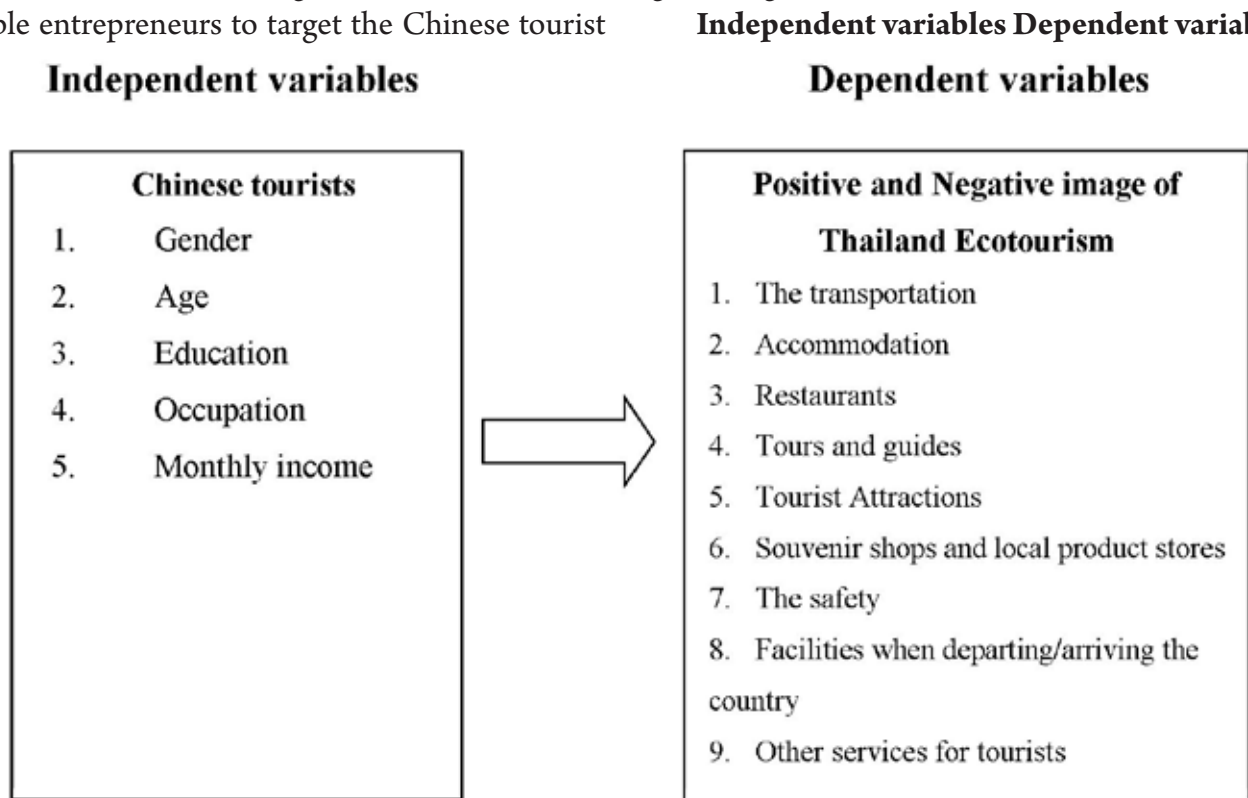 ble entrepreneurs to target the Chinese tourist
Independent variables Dependent variab
Independent variables
Dependent variables
Chinese tourists
1. Gender
2. Age
3. Education
4. Occupation
5. Monthly income
Positive and Negative image of
Thailand Ecotourism
1. The transportation
2. Accommodation
3. Restaurants
4. Tours and guides
5. Tourist Attractions
6. Souvenir shops and local product stores
7. The safety
8. Facilities when departing/arriving the
country
9. Other services for tourists